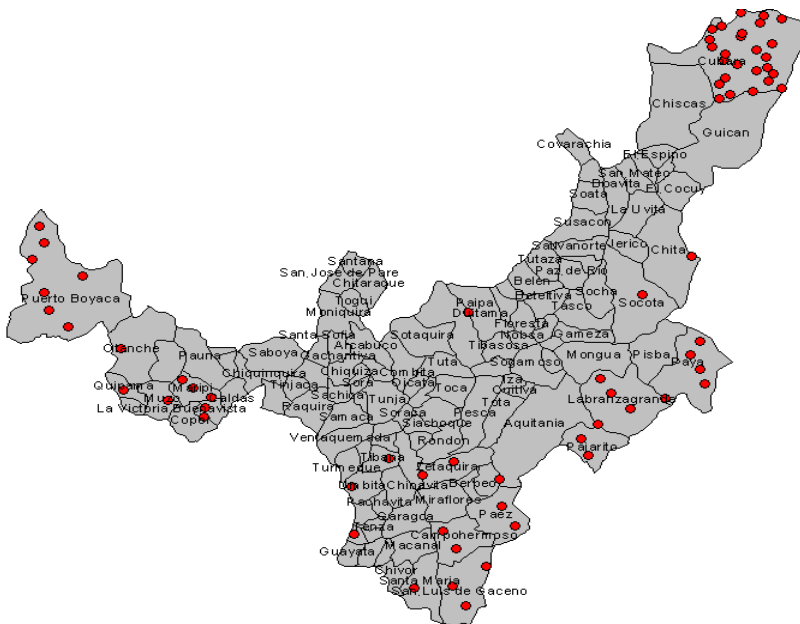 Cubara
Chiscas
Guican
Covarachia
El Espino
San Mateo
Boavita
El Cocuy
Soata
La Uvita
Susacon
Sativanorte
Jerico
Chita
Tutaza
Paz de Rio
Belen
Socha
Socota
Tasco
Santana
San Jose de Pare
Chitaraque
Togui
Moniquira
Puerto Boyaca
Paipa
Duitama
Floresta
Nobsa
Gameza
Santa Sofia
Sotaquira
Tibasosa
Arcabuco
Otanche
Pauna
Saboya
Gachantiva
Mongua
Pisba
Paya
Chiquinquira
Chiquiza
Combita
Tuta
Sogamoso
Quipama
Maripi
Tinjaca
Sora
Oicata
Toca
Iza
Cuitiva
Muzo
Caldas
Sachica
Tunja
Tota
Labranzagrande
La Victoria
Buenavista
Raquira
Samaca
Soraca
Pesca
Coper
Siachoque
Aquitania
Ventaquemada
Rondon
Pajarito
Tibana
Turmeque
Zetaquira
Umbita
Chinavita
Berbeo
Pachavita
Miraflores
Garagoa
Paez
Tenza
Campohermoso
Guayata
Macanal
Chivor
Santa Maria
San Luis de Gaceno